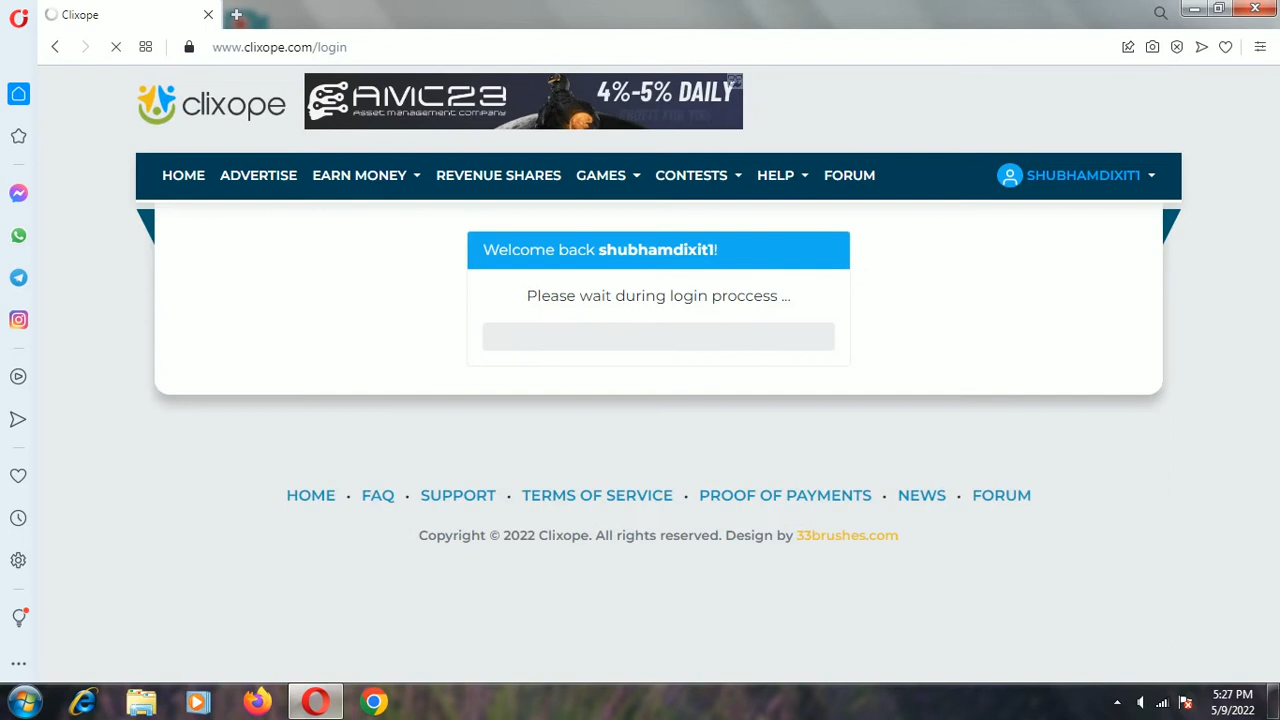 Clixope
www.clixope.com/login
clixope
AMC23
ASSET MANAGEMENT COMPANY
4%-5% DAILY
PROFIT FOR YOU
HOME ADVERTISE EARN MONEY REVENUE SHARES GAMES CONTESTS HELP FORUM SHUBHAMDIXIT1
Welcome back shubhamdixit1!
Please wait during login proccess ...
HOME • FAQ • SUPPORT • TERMS OF SERVICE • PROOF OF PAYMENTS • NEWS • FORUM
Copyright © 2022 Clixope. All rights reserved. Design by 33brushes.com
5:27 PM
5/9/2022